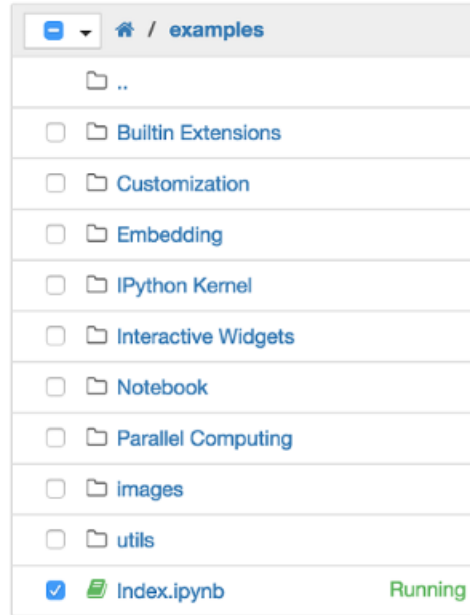 / examples
..
Builtin Extensions
Customization
Embedding
IPython Kernel
Interactive Widgets
Notebook
Parallel Computing
images
utils
Index.ipynb Running